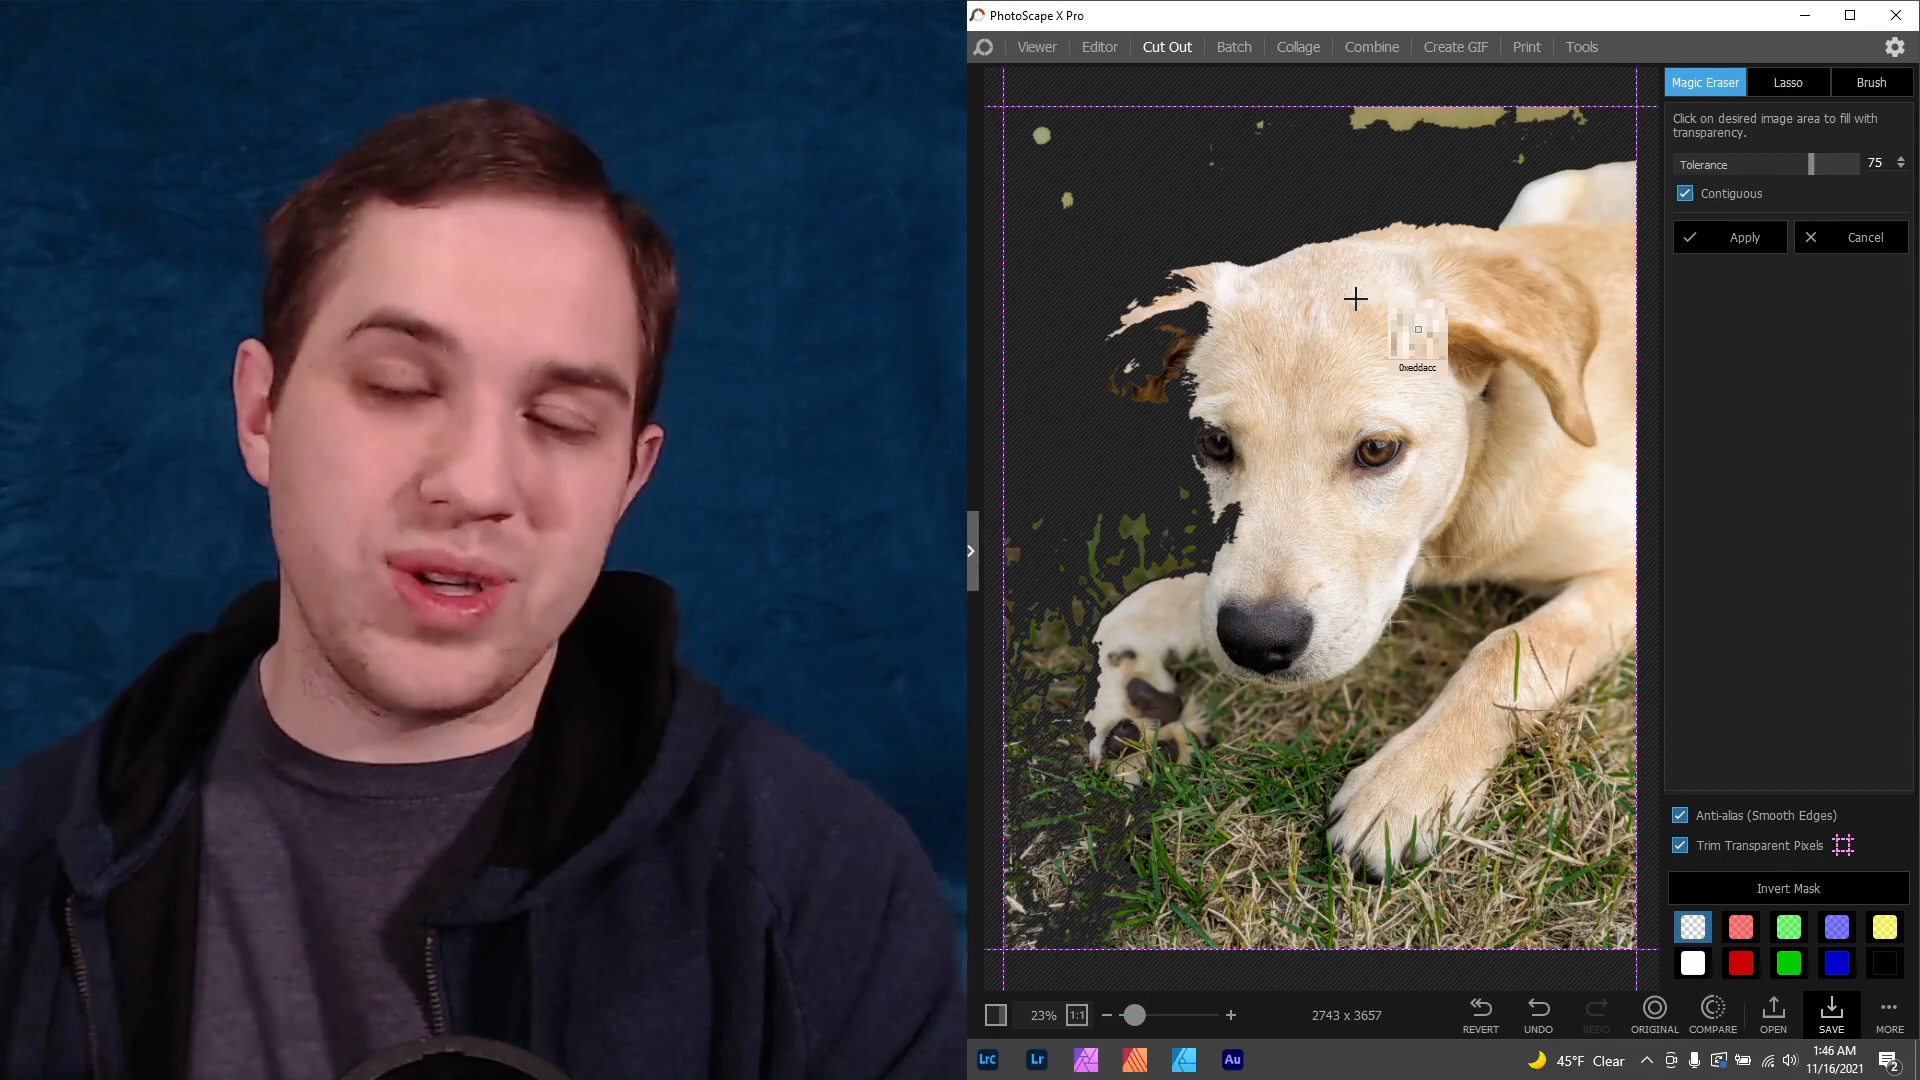 PhotoScape X Pro
Viewer
Editor
Cut Out
Batch
Collage
Combine
Create GIF
Print
Tools
Magic Eraser
Lasso
Brush
Click on desired image area to fill with
transparency.
Tolerance
75
Contiguous
Apply
Cancel
0xeddacc
Anti-alias (Smooth Edges)
Trim Transparent Pixels
Invert Mask
23%
1:1
2743 x 3657
REVERT
UNDO
REDO
ORIGINAL
COMPARE
OPEN
SAVE
MORE
LrC
Lr
Au
45°F Clear
1:46 AM
11/16/2021
2